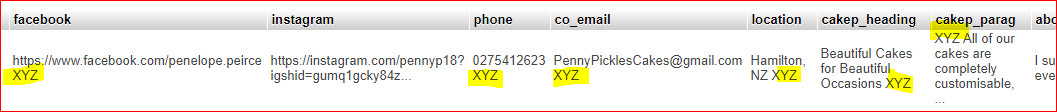 facebook instagram phone co_email location cakep_heading cakep_parag abo
https://www.facebook.com/penelope.peirce
XYZ
https://instagram.com/pennyp18?
igshid=gumq1gcky84z...
0275412623
XYZ
PennyPicklesCakes@gmail.com
XYZ
Hamilton,
NZ XYZ
Beautiful Cakes
for Beautiful
Occasions XYZ
XYZ All of our
cakes are
completely
customisable,
...
I su
eve